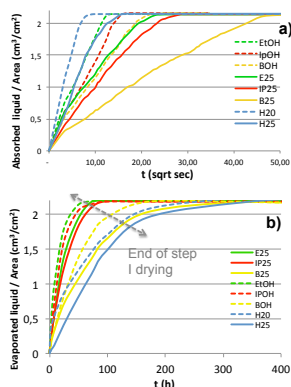 a)
Absorbed liquid / Area (cm³/cm²)
2
1,5
1
0,5
0
-
10,00
20,00
30,00
40,00
50,00
t (sqrt sec)
EtOH
IpOH
BOH
E25
IP25
B25
H20
H25
b)
Evaporated liquid / Area (cm³/cm²)
2
1,5
1
0,5
0
0
100
200
300
400
t (h)
End of step
I drying
E25
IP25
B25
EtOH
IPOH
BOH
H20
H25